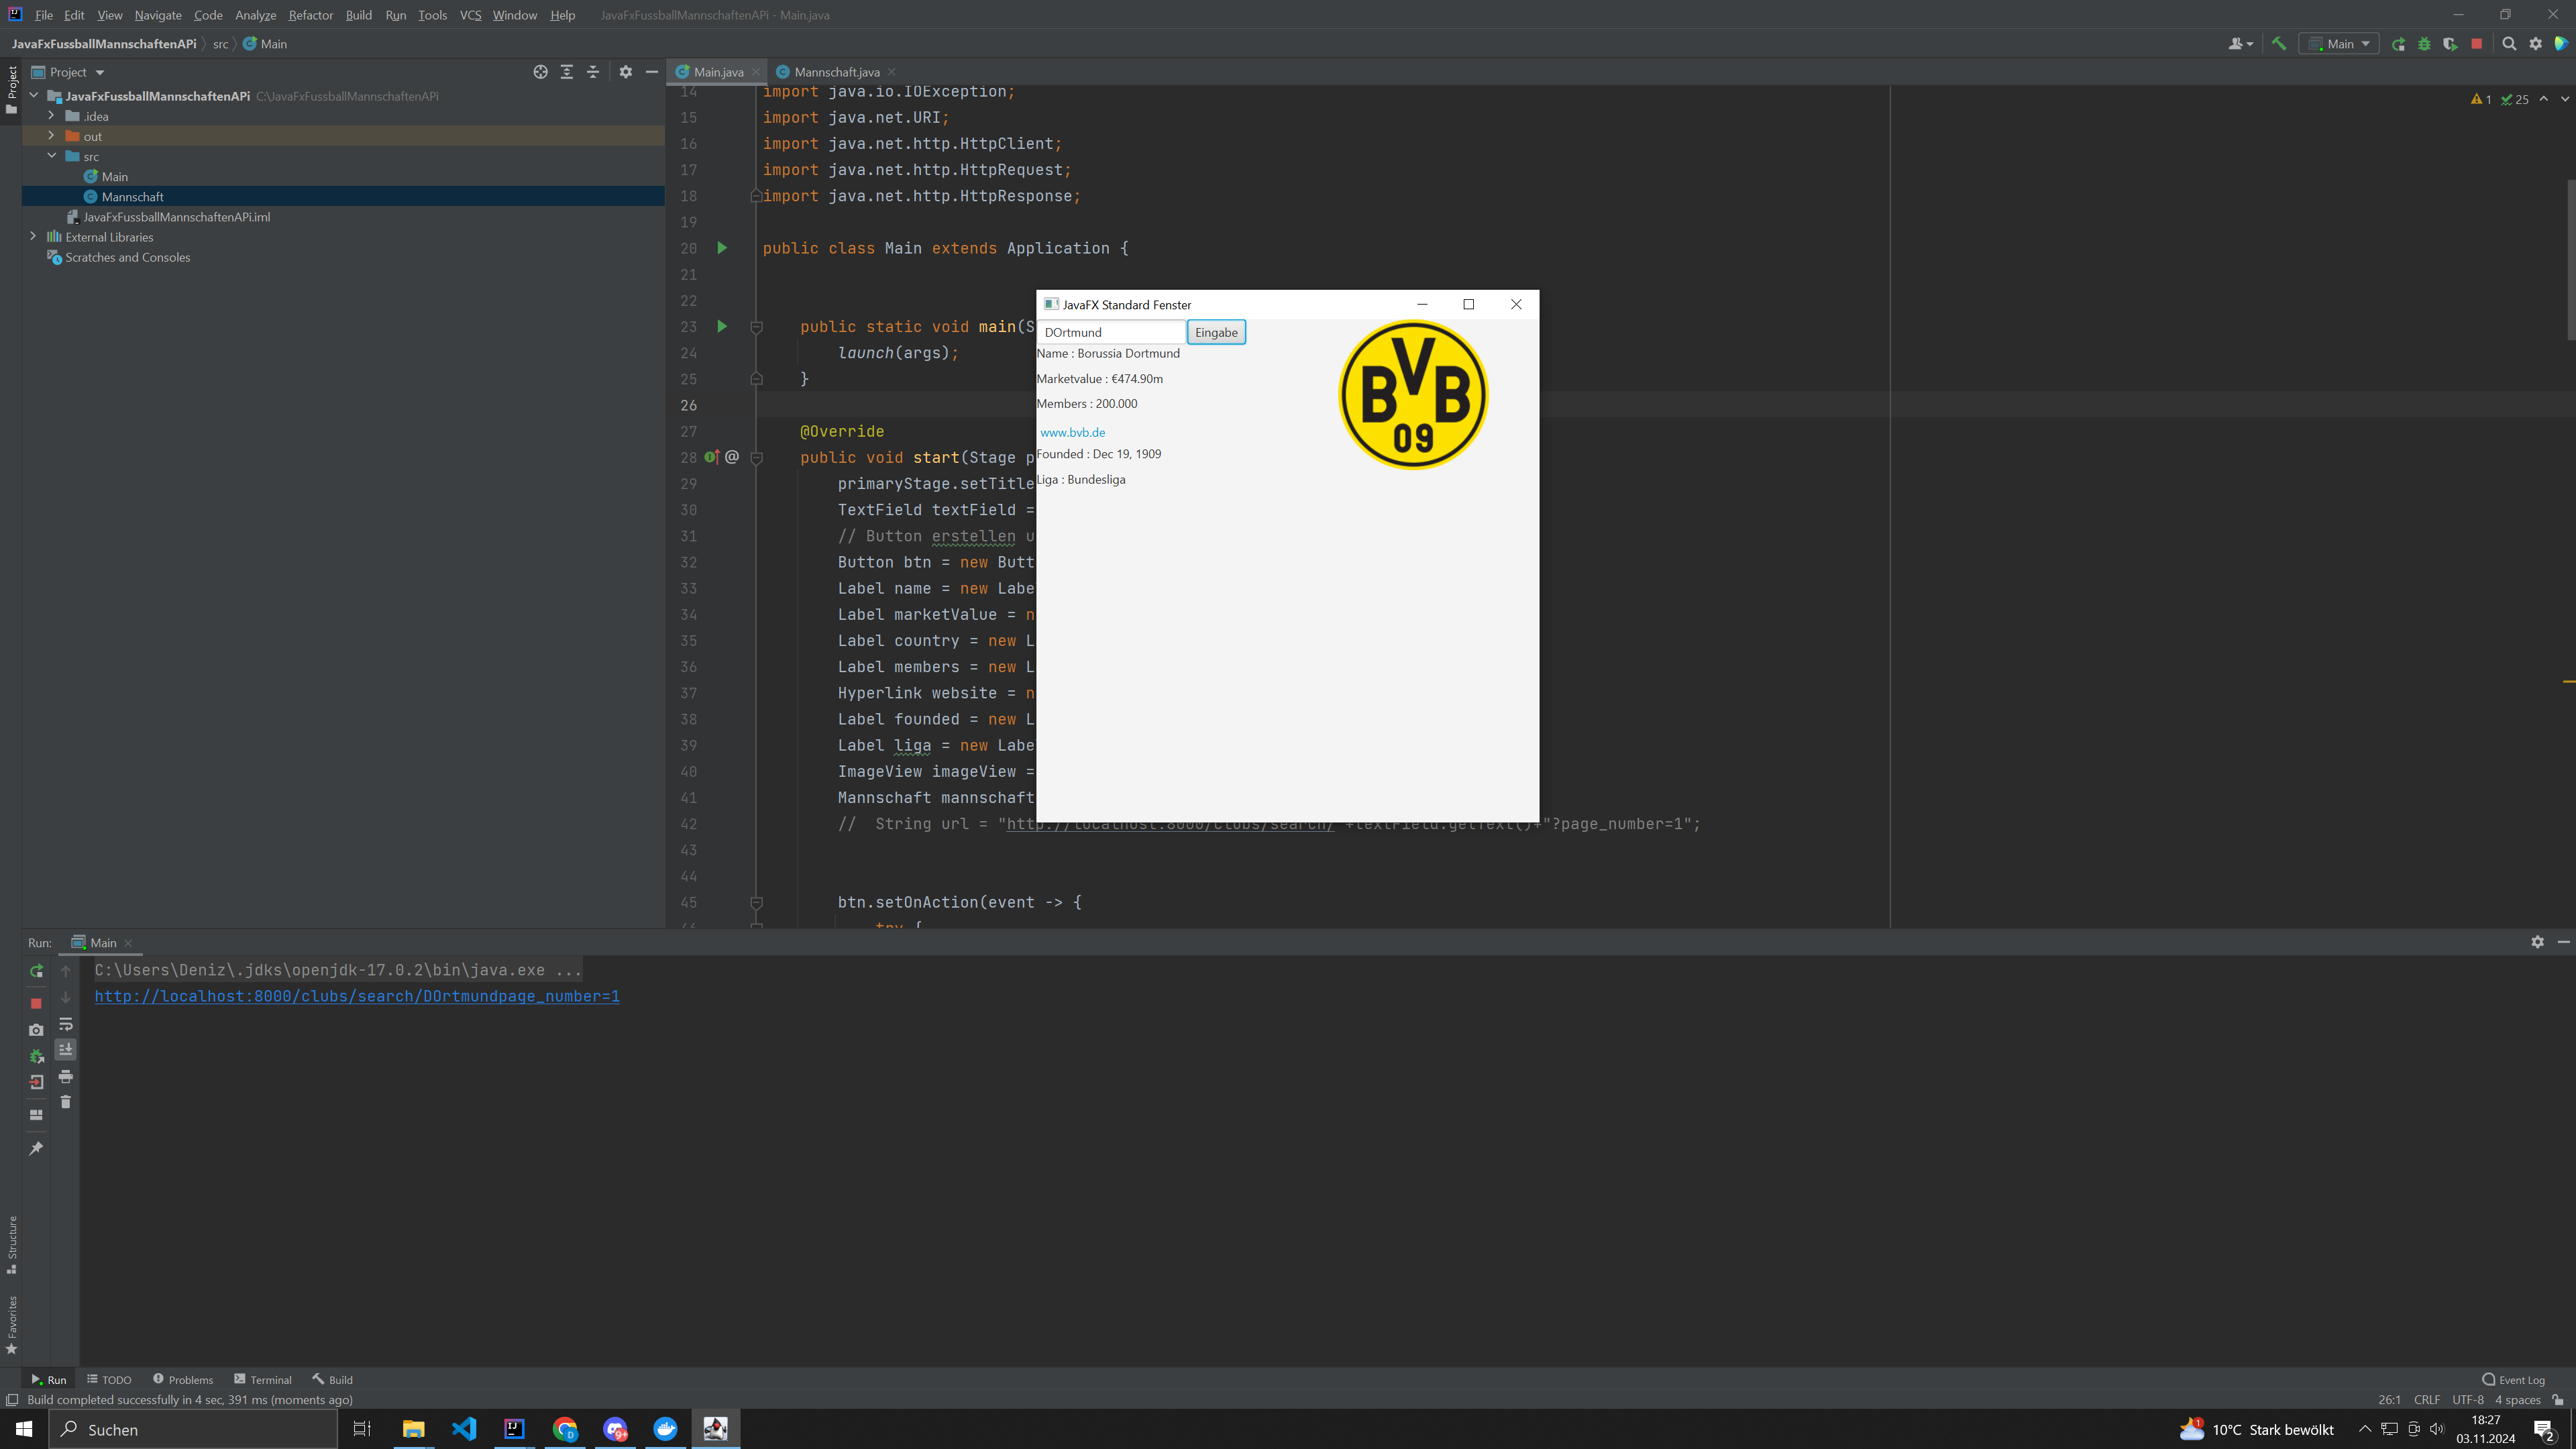 File Edit View Navigate Code Analyze Refactor Build Run Tools VCS Window Help JavaFxFussballMannschaftenAPi - Main.java
JavaFxFussballMannschaftenAPi src Main
Main
Project
Project
Main.java
Mannschaft.java
JavaFxFussballMannschaftenAPi C:\JavaFxFussballMannschaftenAPi
.idea
out
src
Main
Mannschaft
JavaFxFussballMannschaftenAPi.iml
External Libraries
Scratches and Consoles
1 25
14 import java.io.IOException;
15 import java.net.URI;
16 import java.net.http.HttpClient;
17 import java.net.http.HttpRequest;
18 import java.net.http.HttpResponse;
19
20 public class Main extends Application {
21
22
23 public static void main(S
24 launch(args);
25 }
26
27 @Override
28 @ public void start(Stage p
29 primaryStage.setTitle
30 TextField textField =
31 // Button erstellen u
32 Button btn = new Butt
33 Label name = new Labe
34 Label marketValue = n
35 Label country = new L
36 Label members = new L
37 Hyperlink website = n
38 Label founded = new L
39 Label liga = new Labe
40 ImageView imageView =
41 Mannschaft mannschaft
42 // String url = "http://localhost:8000/clubs/search/"+textField.getText()+"?page_number=1";
43
44
45 btn.setOnAction(event -> {
46 try {
JavaFX Standard Fenster
DOrtmund Eingabe
Name : Borussia Dortmund
Marketvalue : €474.90m
Members : 200.000
www.bvb.de
Founded : Dec 19, 1909
Liga : Bundesliga
BVB
09
Run: Main
C:\Users\Deniz\.jdks\openjdk-17.0.2\bin\java.exe ...
http://localhost:8000/clubs/search/DOrtmundpage_number=1
Structure
Favorites
Run TODO Problems Terminal Build
Event Log
Build completed successfully in 4 sec, 391 ms (moments ago)
26:1 CRLF UTF-8 4 spaces
Suchen
9+
1
10°C Stark bewölkt
18:27
03.11.2024
2